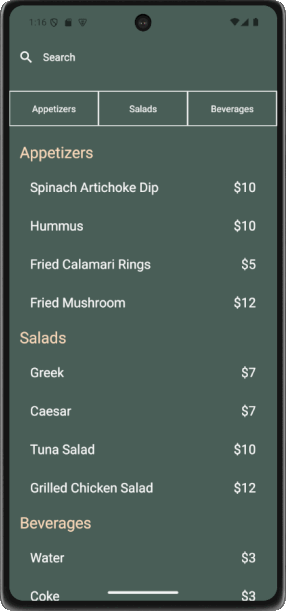 1:16
Search
Appetizers Salads Beverages
Appetizers
Spinach Artichoke Dip $10
Hummus $10
Fried Calamari Rings $5
Fried Mushroom $12
Salads
Greek $7
Caesar $7
Tuna Salad $10
Grilled Chicken Salad $12
Beverages
Water $3
Coke $3